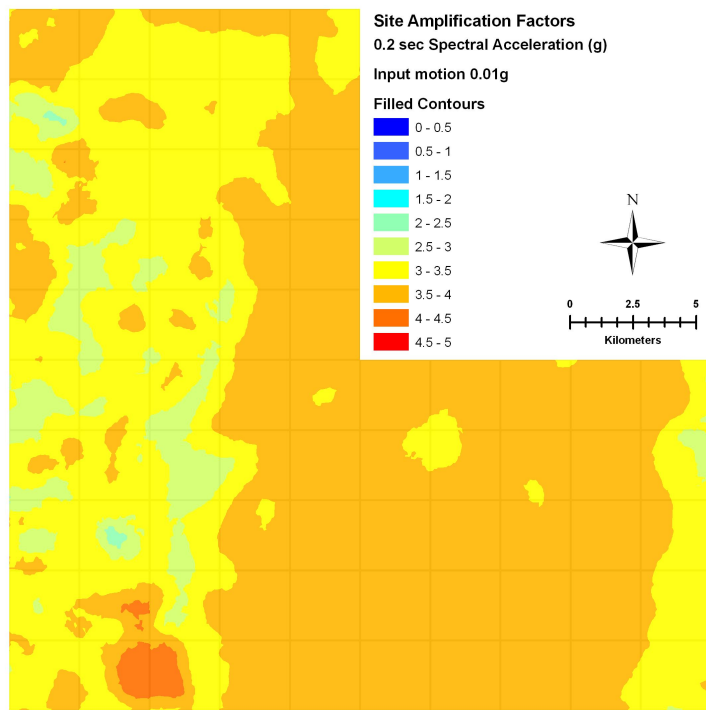 Site Amplification Factors
0.2 sec Spectral Acceleration (g)
Input motion 0.01g
Filled Contours
0 - 0.5
0.5 - 1
1 - 1.5
1.5 - 2
2 - 2.5
2.5 - 3
3 - 3.5
3.5 - 4
4 - 4.5
4.5 - 5
N
0 2.5 5
Kilometers